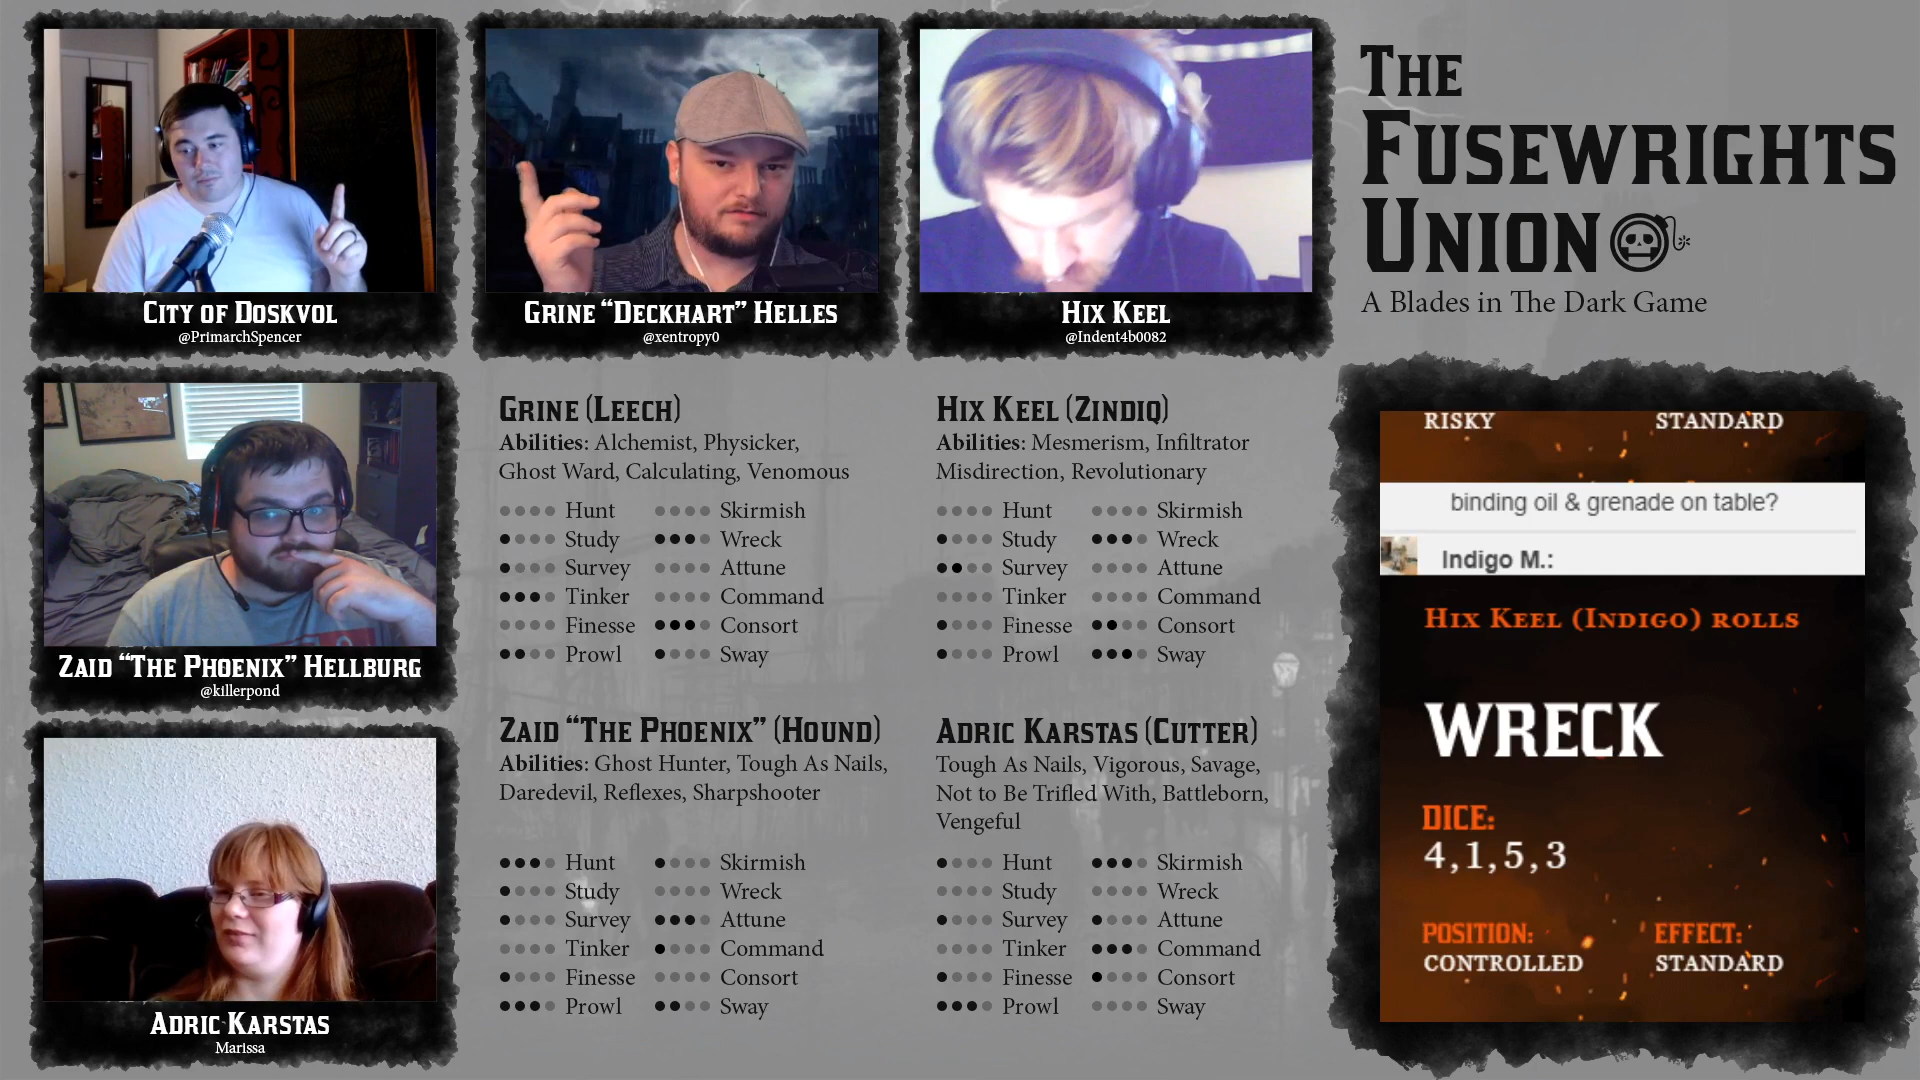 The
Fusewrights
Union
A Blades in The Dark Game
City of Doskvol
@PrimarchSpencer
Grine “Deckhart” Helles
@xentropy0
Hix Keel
@Indent4b0082
Zaid “The Phoenix” Hellburg
@killerpond
Adric Karstas
Marissa
Grine (Leech)
Abilities: Alchemist, Physicker,
Ghost Ward, Calculating, Venomous
Hunt Skirmish
Study Wreck
Survey Attune
Tinker Command
Finesse Consort
Prowl Sway
Hix Keel (Zindiq)
Abilities: Mesmerism, Infiltrator
Misdirection, Revolutionary
Hunt Skirmish
Study Wreck
Survey Attune
Tinker Command
Finesse Consort
Prowl Sway
Zaid “The Phoenix” (Hound)
Abilities: Ghost Hunter, Tough As Nails,
Daredevil, Reflexes, Sharpshooter
Hunt Skirmish
Study Wreck
Survey Attune
Tinker Command
Finesse Consort
Prowl Sway
Adric Karstas (Cutter)
Tough As Nails, Vigorous, Savage,
Not to Be Trifled With, Battleborn,
Vengeful
Hunt Skirmish
Study Wreck
Survey Attune
Tinker Command
Finesse Consort
Prowl Sway
RISKY STANDARD
binding oil & grenade on table?
Indigo M.:
Hix Keel (Indigo) rolls
WRECK
DICE:
4,1,5,3
POSITION: EFFECT:
CONTROLLED STANDARD